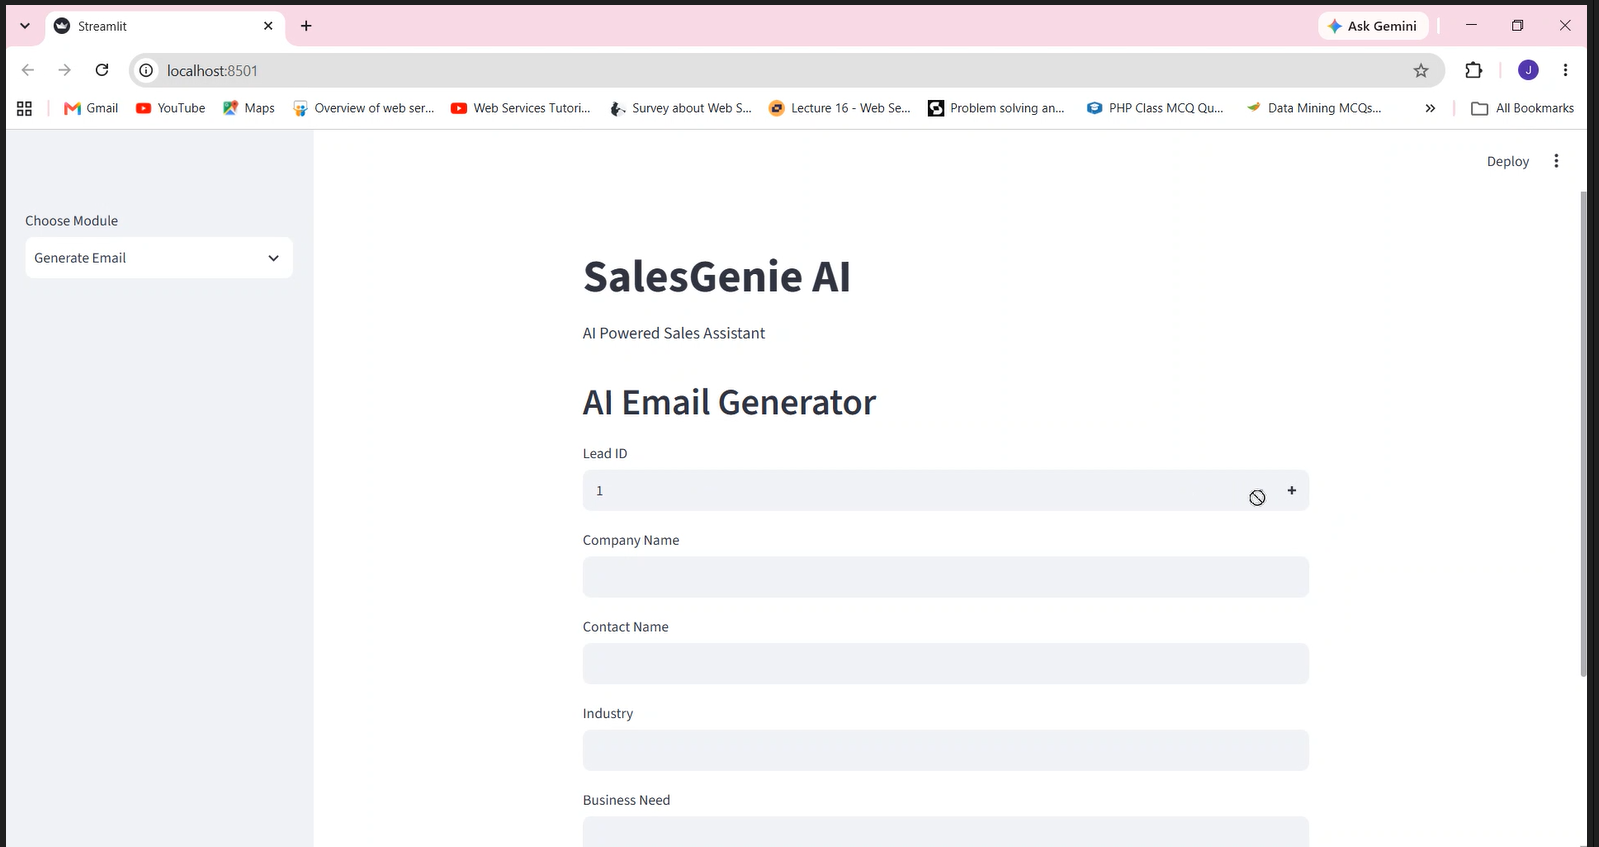 Streamlit
Ask Gemini
localhost:8501
J
Gmail
YouTube
Maps
Overview of web ser...
Web Services Tutori...
Survey about Web S...
Lecture 16 - Web Se...
Problem solving an...
PHP Class MCQ Qu...
Data Mining MCQs...
All Bookmarks
Deploy
Choose Module
Generate Email
SalesGenie AI
AI Powered Sales Assistant
AI Email Generator
Lead ID
1
Company Name
Contact Name
Industry
Business Need